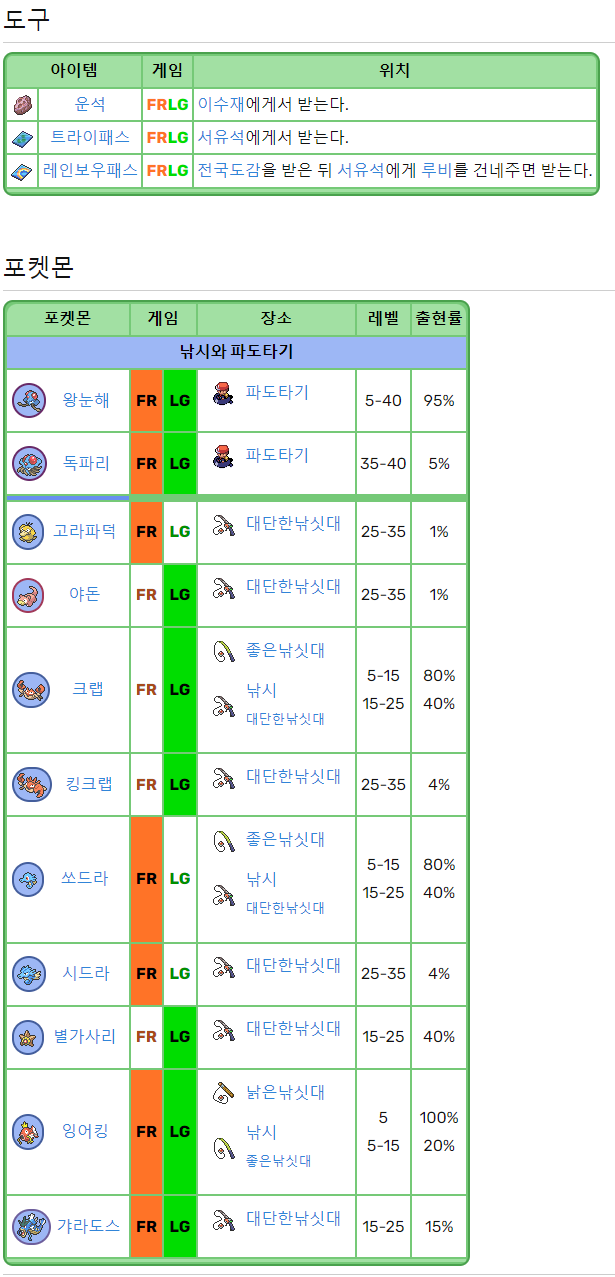 도구
아이템 게임 위치
운석 FRLG 이수재에게서 받는다.
트라이패스 FRLG 서유석에게서 받는다.
레인보우패스 FRLG 전국도감을 받은 뒤 서유석에게 루비를 건네주면 받는다.
포켓몬
포켓몬 게임 장소 레벨 출현률
낚시와 파도타기
왕눈해 FR LG 파도타기 5-40 95%
독파리 FR LG 파도타기 35-40 5%
고라파덕 FR LG 대단한낚싯대 25-35 1%
야돈 FR LG 대단한낚싯대 25-35 1%
크랩 FR LG 좋은낚싯대 5-15 80%
낚시 15-25 40%
대단한낚싯대
킹크랩 FR LG 대단한낚싯대 25-35 4%
쏘드라 FR LG 좋은낚싯대 5-15 80%
낚시 15-25 40%
대단한낚싯대
시드라 FR LG 대단한낚싯대 25-35 4%
별가사리 FR LG 대단한낚싯대 15-25 40%
잉어킹 FR LG 낡은낚싯대 5 100%
낚시 5-15 20%
좋은낚싯대
갸라도스 FR LG 대단한낚싯대 15-25 15%